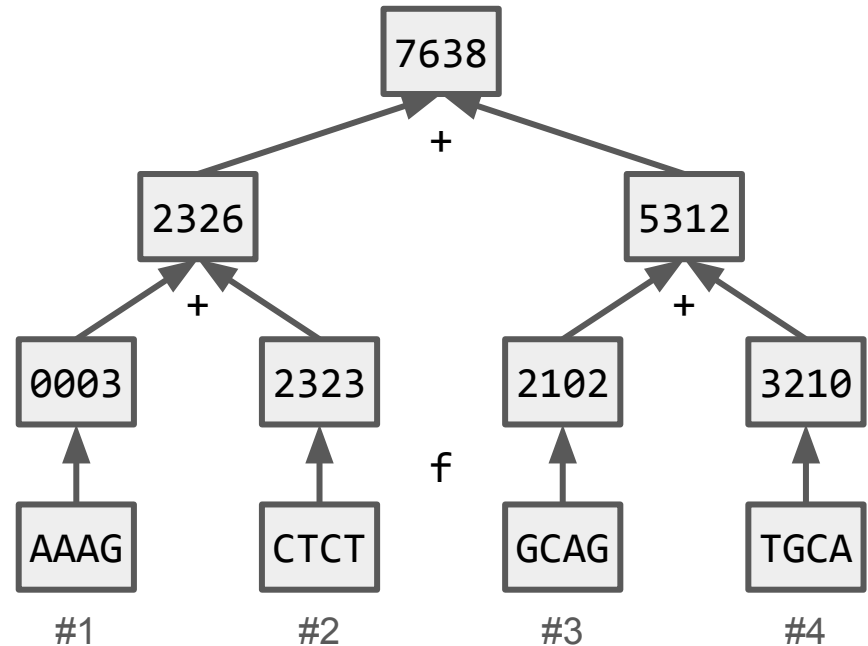 7638
+
2326 5312
+ +
0003 2323 2102 3210
f
AAAG CTCT GCAG TGCA
#1 #2 #3 #4